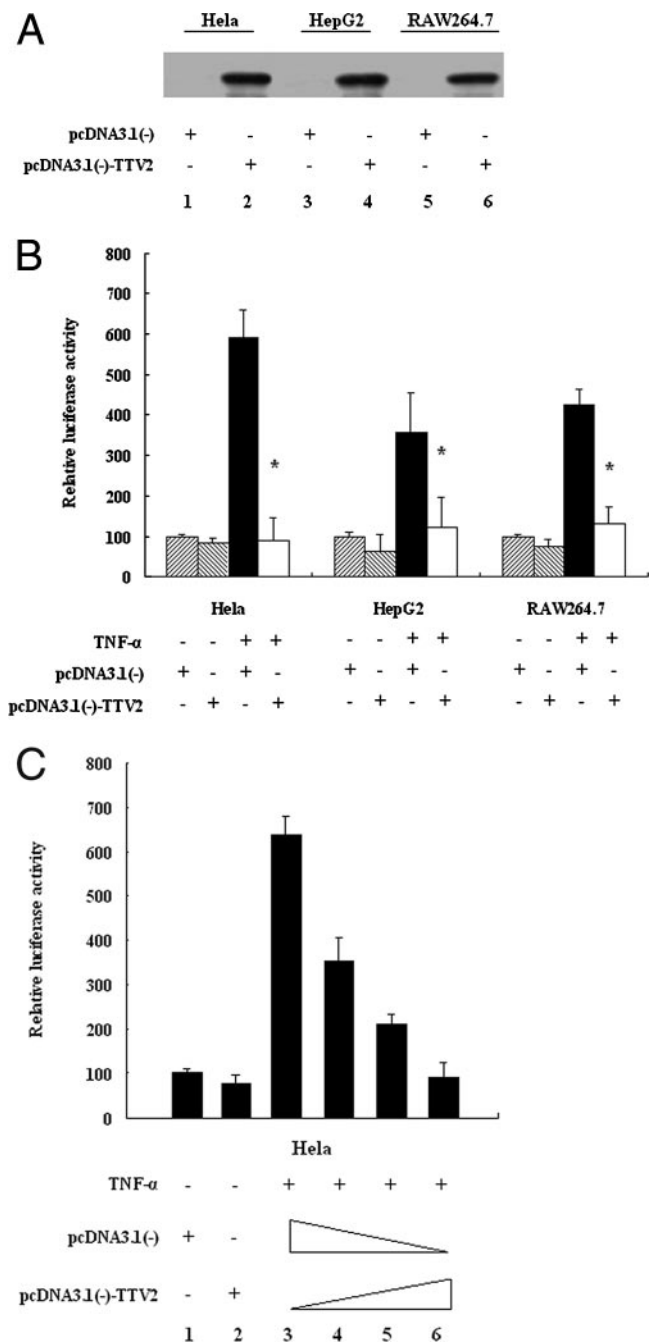 A
Hela HepG2 RAW264.7
pcDNA3.1(-) + - + - + -
pcDNA3.1(-)-TTV2 - + - + - +
1 2 3 4 5 6
B
Relative luciferase activity
800
700
600
500
400
300
200
100
0
* * *
Hela HepG2 RAW264.7
TNF-α - - + + - - + + - - + +
pcDNA3.1(-) + - + - + - + - + - + -
pcDNA3.1(-)-TTV2 - + - + - + - + - + - +
C
Relative luciferase activity
800
700
600
500
400
300
200
100
0
Hela
TNF-α - - + + + +
pcDNA3.1(-) + -
pcDNA3.1(-)-TTV2 - +
1 2 3 4 5 6